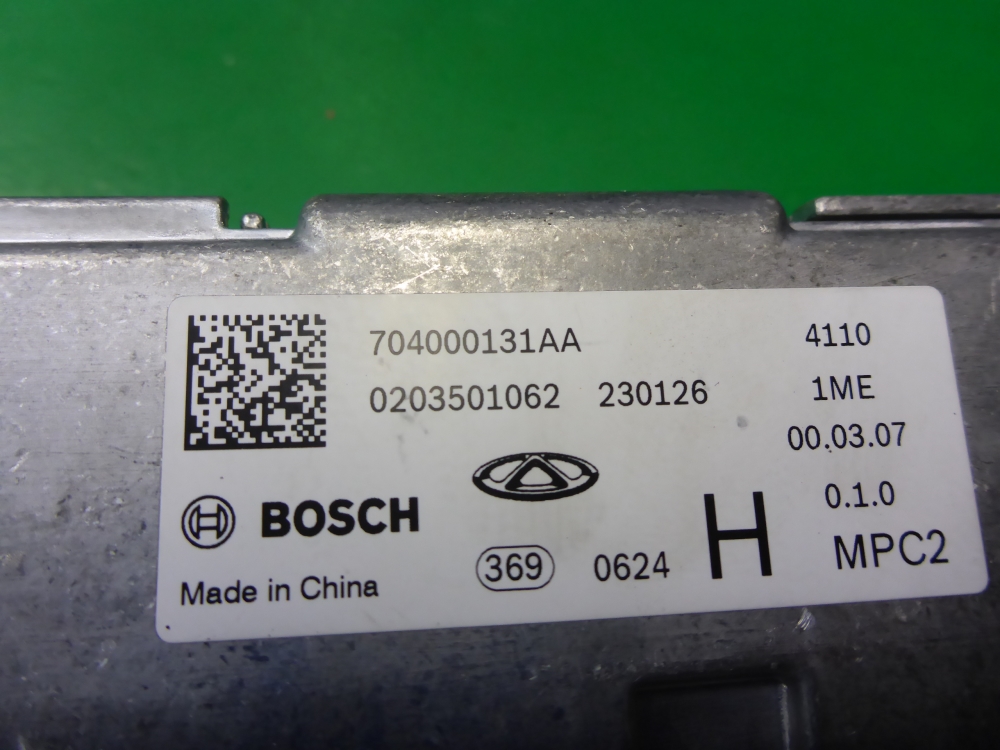 704000131AA 4110
0203501062 230126 1ME
00.03.07
0.1.0
BOSCH H MPC2
369 0624
Made in China